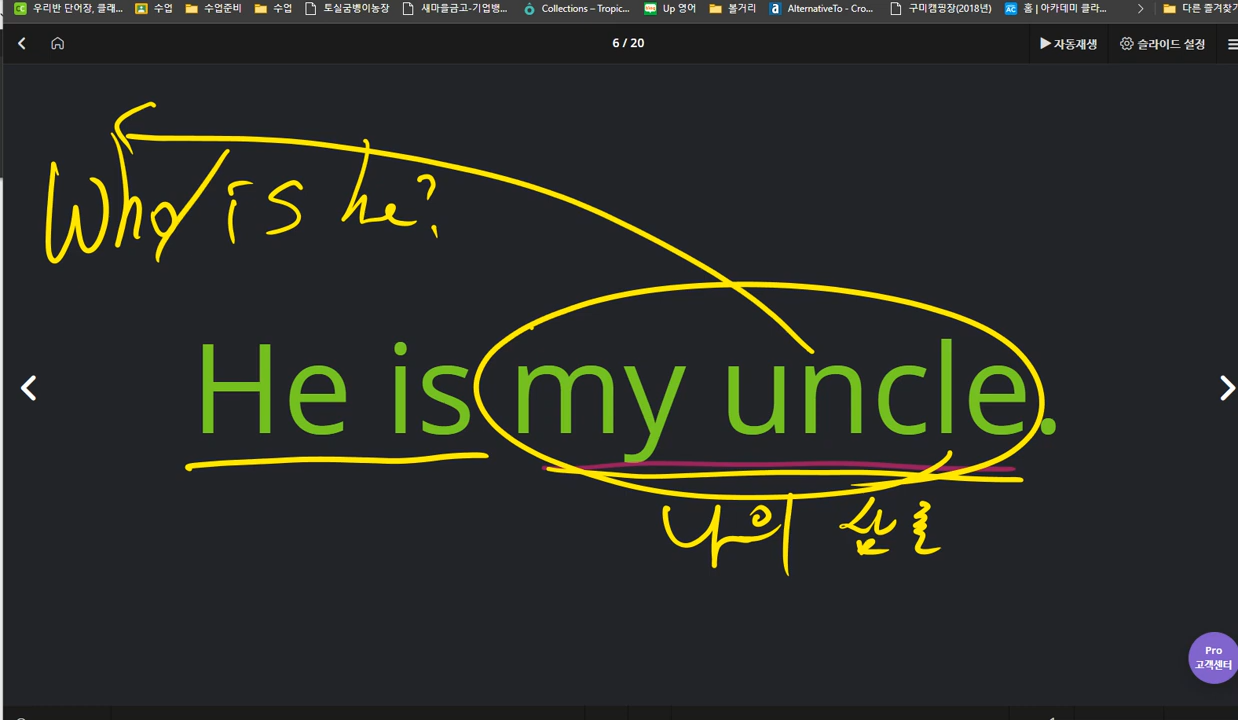 우리반 단어장, 클래... 수업 수업준비 수업 토실굼벵이농장 새마을금고-기업뱅... Collections – Tropic... Up 영어 볼거리 AlternativeTo - Cro... 구미캠핑장(2018년) 홈 | 아카데미 클라... 다른 즐겨찾기
6 / 20 자동재생 슬라이드 설정
Who is he?
He is my uncle.
나의 삼촌
Pro
고객센터